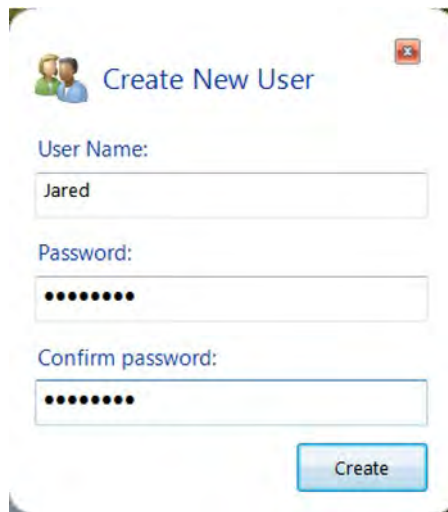 Create New User
User Name:
Jared
Password:
••••••••
Confirm password:
••••••••
Create